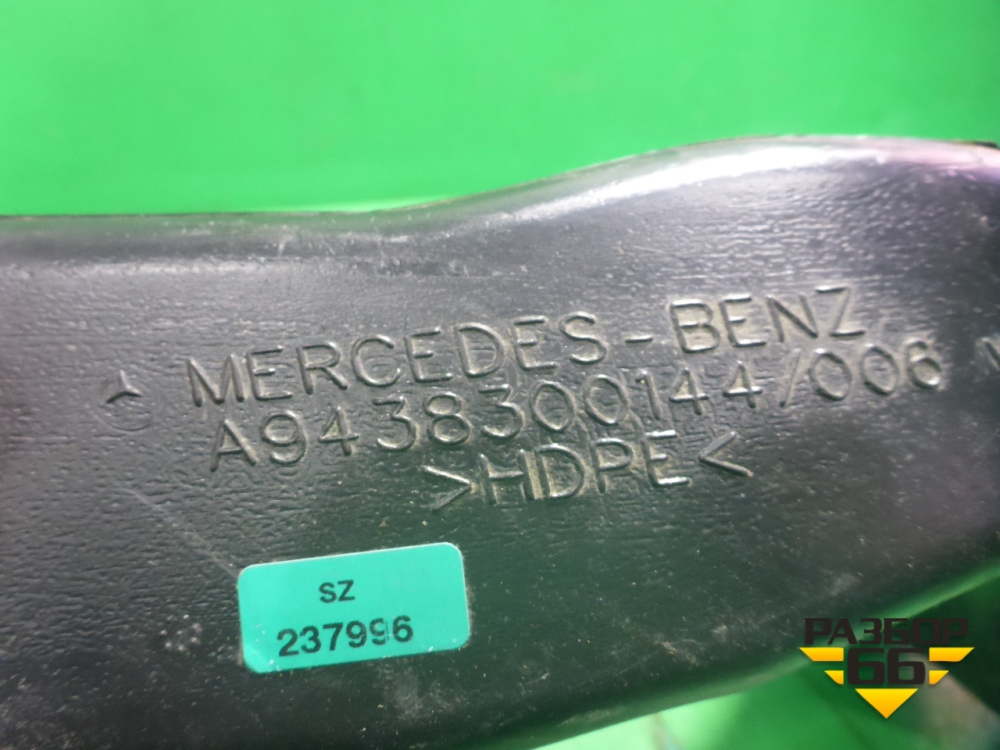 MERCEDES-BENZ
A9438300144/006
>HDPE<
sz
237996
РАЗБОР
66